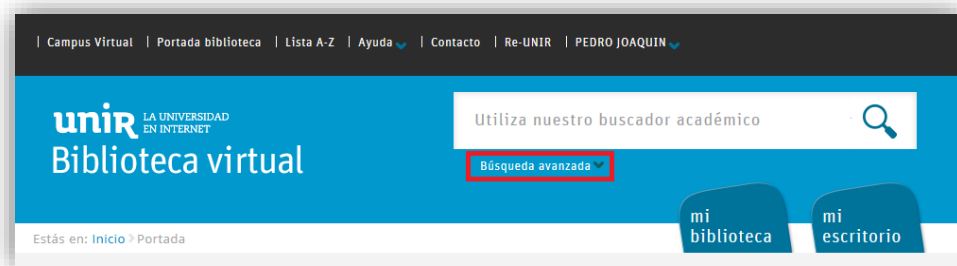 | Campus Virtual | Portada biblioteca | Lista A-Z | Ayuda | Contacto | Re-UNIR | PEDRO JOAQUIN
unirR LA UNIVERSIDAD
EN INTERNET
Biblioteca virtual
Utiliza nuestro buscador académico
Búsqueda avanzada
mi
biblioteca
mi
escritorio
Estás en: Inicio > Portada